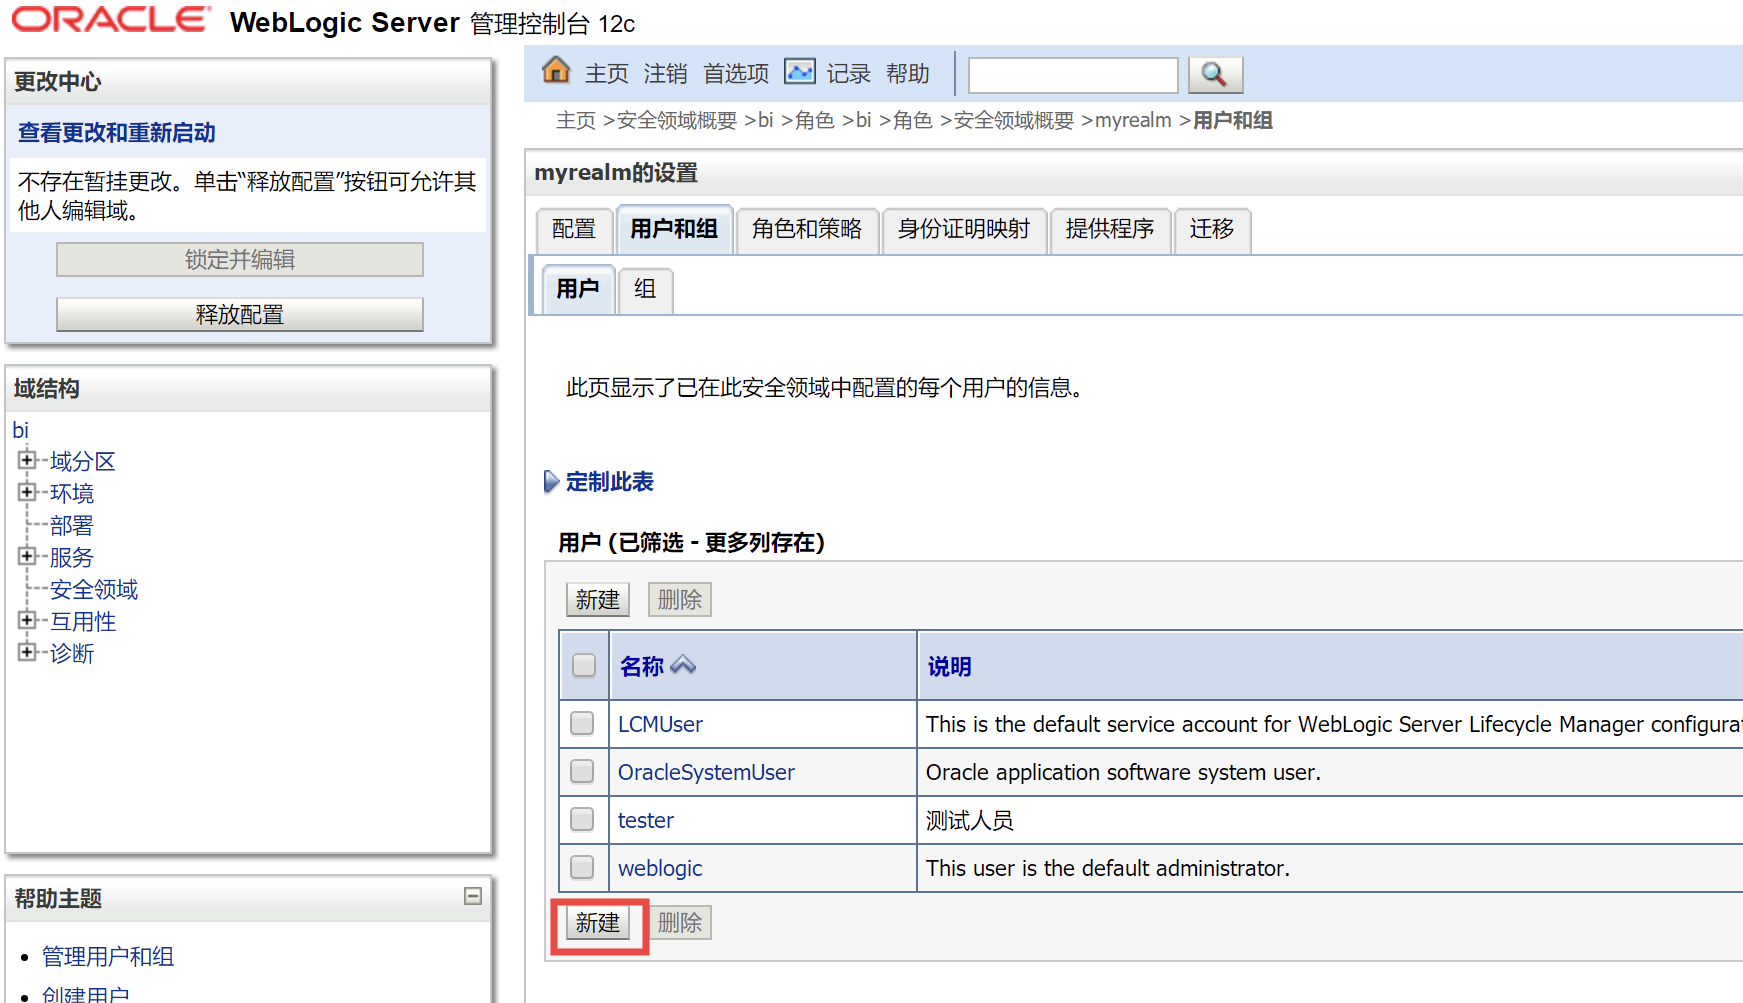 ORACLE WebLogic Server 管理控制台 12c
更改中心
查看更改和重新启动
不存在暂挂更改。单击“释放配置”按钮可允许其
他人编辑域。
锁定并编辑
释放配置
域结构
bi
域分区
环境
部署
服务
安全领域
互用性
诊断
帮助主题
管理用户和组
创建用户
主页 注销 首选项 记录 帮助
主页 >安全领域概要 >bi >角色 >bi >角色 >安全领域概要 >myrealm >用户和组
myrealm的设置
配置 用户和组 角色和策略 身份证明映射 提供程序 迁移
用户 组
此页显示了已在此安全领域中配置的每个用户的信息。
定制此表
用户 (已筛选 - 更多列存在)
新建 删除
名称 说明
LCMUser This is the default service account for WebLogic Server Lifecycle Manager configurat
OracleSystemUser Oracle application software system user.
tester 测试人员
weblogic This user is the default administrator.
新建 删除